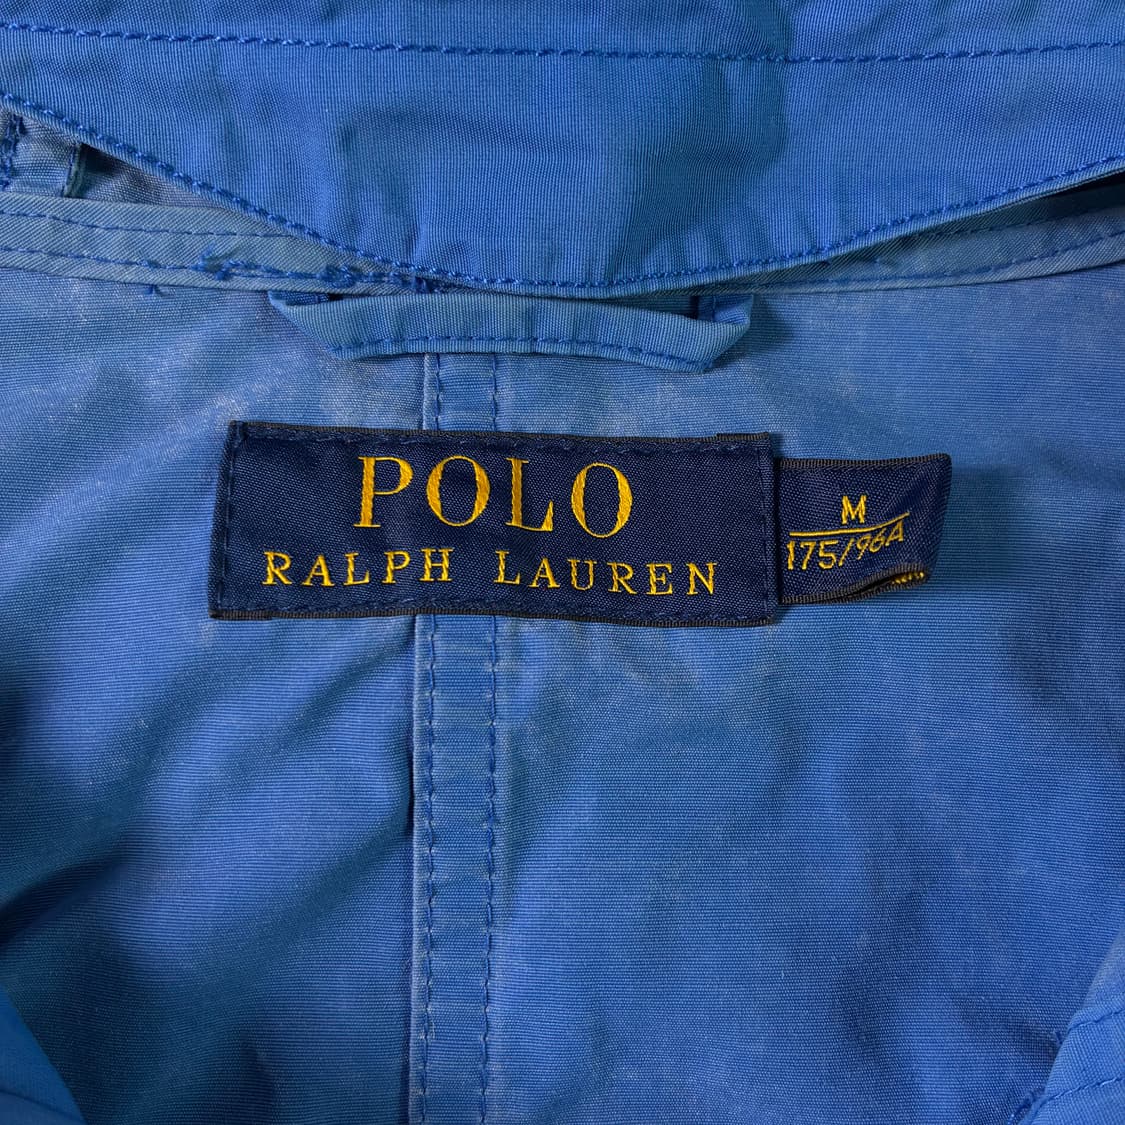 POLO
RALPH LAUREN
M
175/96A